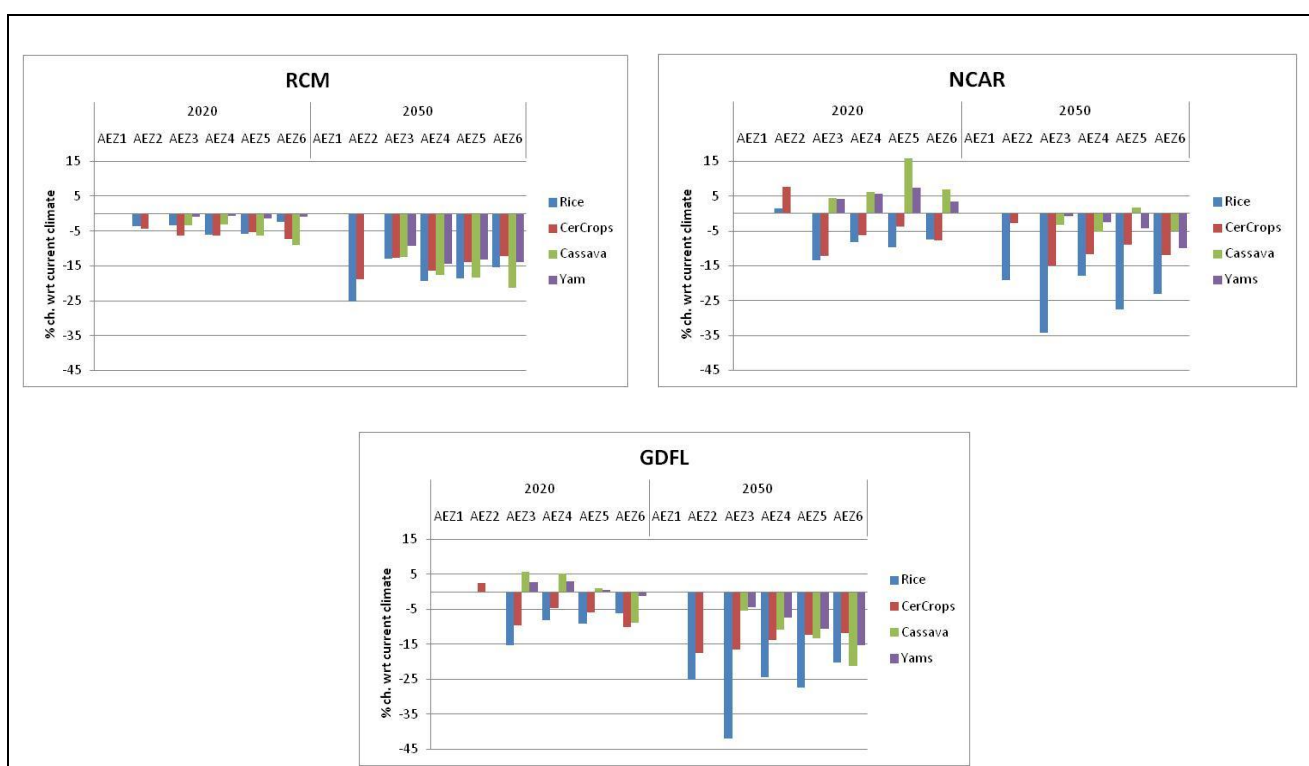 RCM
2020 2050
AEZ1 AEZ2 AEZ3 AEZ4 AEZ5 AEZ6 AEZ1 AEZ2 AEZ3 AEZ4 AEZ5 AEZ6
15
5
-5
-15
-25
-35
-45
% ch. wrt current climate
Rice
CerCrops
Cassava
Yam
NCAR
2020 2050
AEZ1 AEZ2 AEZ3 AEZ4 AEZ5 AEZ6 AEZ1 AEZ2 AEZ3 AEZ4 AEZ5 AEZ6
15
5
-5
-15
-25
-35
-45
% ch. wrt current climate
Rice
CerCrops
Cassava
Yams
GDFL
2020 2050
AEZ1 AEZ2 AEZ3 AEZ4 AEZ5 AEZ6 AEZ1 AEZ2 AEZ3 AEZ4 AEZ5 AEZ6
15
5
-5
-15
-25
-35
-45
% ch. wrt current climate
Rice
CerCrops
Cassava
Yams